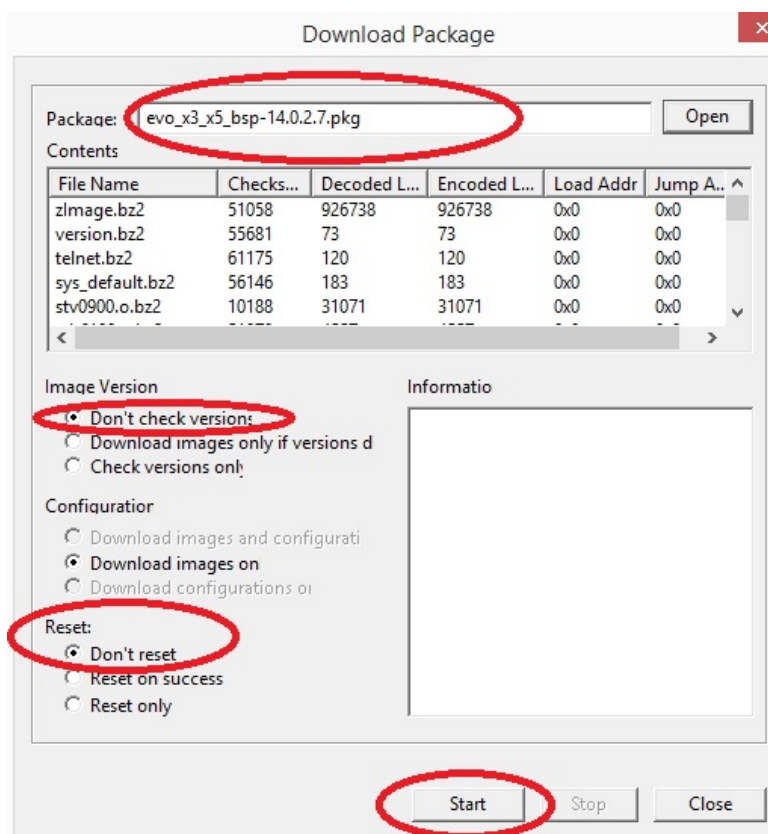 Download Package
Package: evo_x3_x5_bsp-14.0.2.7.pkg Open
Contents
File Name Checks... Decoded L... Encoded L... Load Addr Jump A..
zImage.bz2 51058 926738 926738 0x0 0x0
version.bz2 55681 73 73 0x0 0x0
telnet.bz2 61175 120 120 0x0 0x0
sys_default.bz2 56146 183 183 0x0 0x0
stv0900.o.bz2 10188 31071 31071 0x0 0x0
Image Version Informatio
Don't check versions
Download images only if versions d
Check versions only
Configuration
Download images and configurati
Download images on
Download configurations or
Reset:
Don't reset
Reset on success
Reset only
Start Stop Close